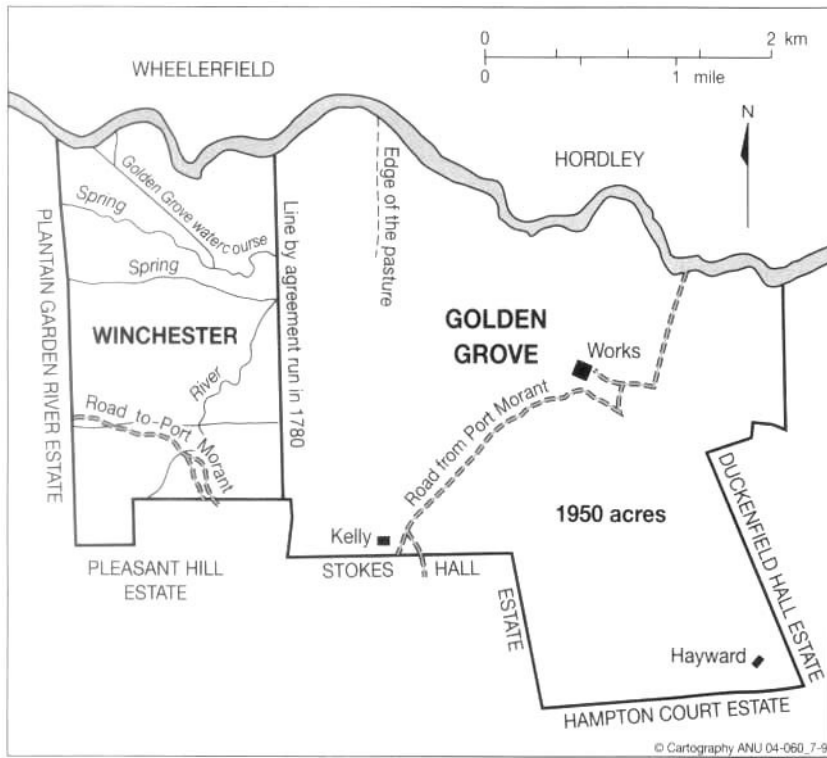 0 2 km
0 1 mile
WHEELERFIELD
N
HORDLEY
Golden Grove watercourse
Spring
Spring
Edge of the pasture
PLANTAIN GARDEN RIVER ESTATE
Line by agreement run in 1780
WINCHESTER
GOLDEN
GROVE
Works
River
Road to Port Morant
Road from Port Morant
1950 acres
DUCKENFIELD HALL ESTATE
Kelly
STOKES HALL
ESTATE
PLEASANT HILL
ESTATE
Hayward
HAMPTON COURT ESTATE
© Cartography ANU 04-060_7-9